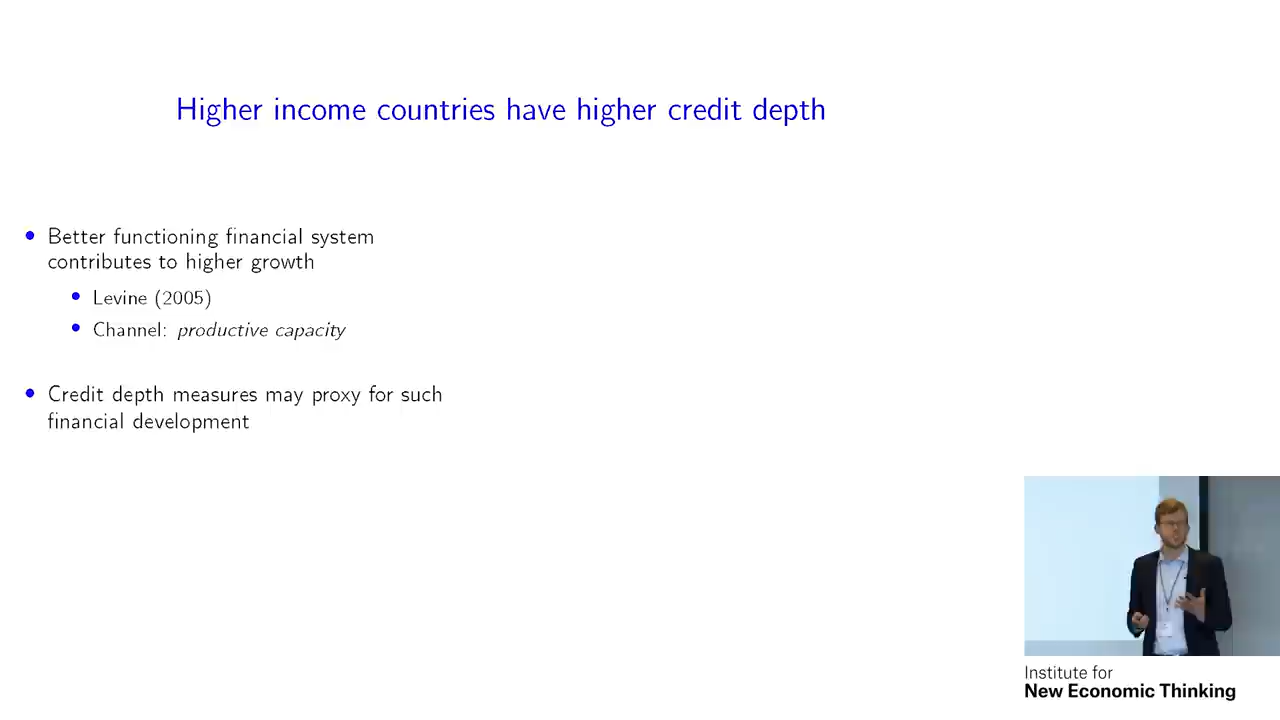 Higher income countries have higher credit depth
• Better functioning financial system
contributes to higher growth
• Levine (2005)
• Channel: productive capacity
• Credit depth measures may proxy for such
financial development
Institute for
New Economic Thinking